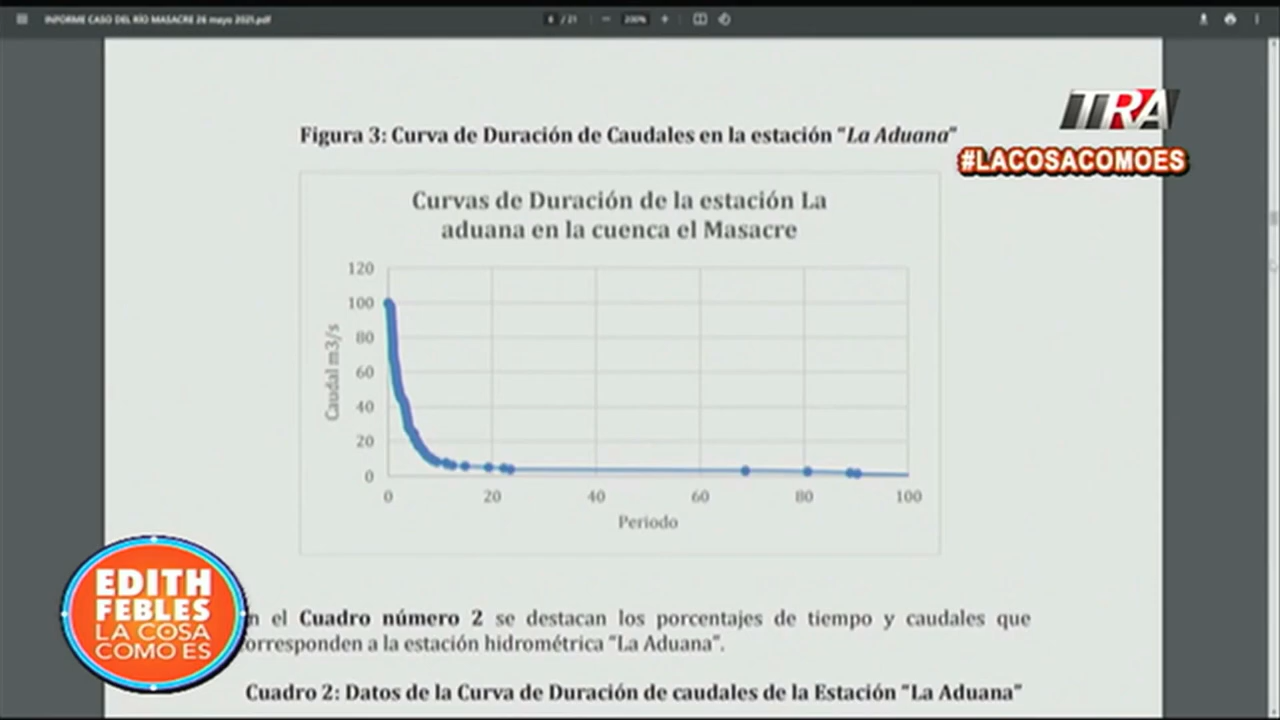 INFORME CASO DEL RÍO MASACRE 26 mayo 2021.pdf
6 / 21
200%
TRA
#LACOSACOMOES
Figura 3: Curva de Duración de Caudales en la estación "La Aduana"
Curvas de Duración de la estación La
aduana en la cuenca el Masacre
Caudal m3/s
120
100
80
60
40
20
0
0 20 40 60 80 100
Periodo
n el Cuadro número 2 se destacan los porcentajes de tiempo y caudales que
orresponden a la estación hidrométrica "La Aduana".
Cuadro 2: Datos de la Curva de Duración de caudales de la Estación "La Aduana"
EDITH
FEBLES
LA COSA
COMO ES